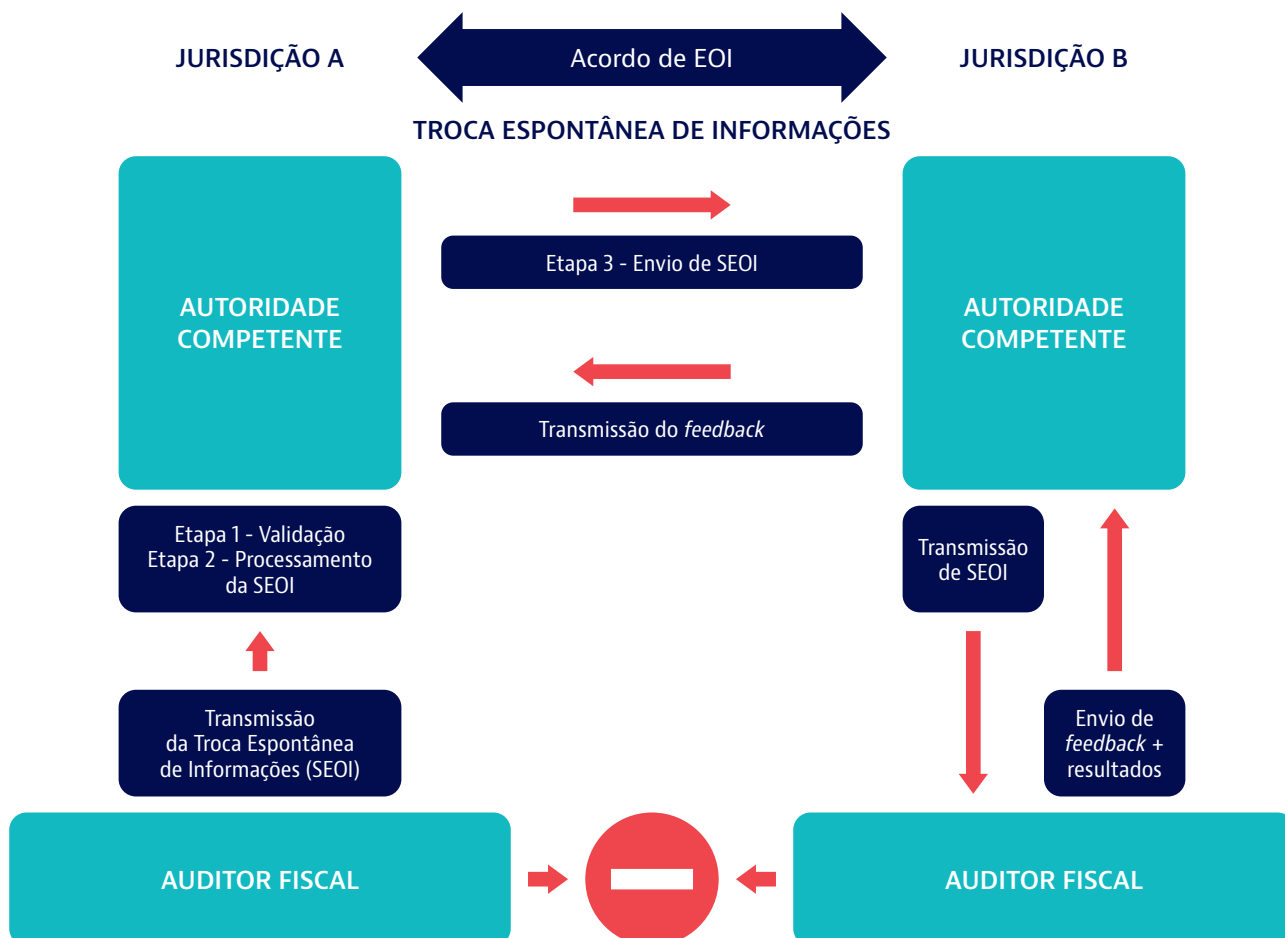 JURISDIÇÃO A
Acordo de EOI
JURISDIÇÃO B
TROCA ESPONTÂNEA DE INFORMAÇÕES
AUTORIDADE
COMPETENTE
Etapa 3 - Envio de SEOI
Transmissão do feedback
AUTORIDADE
COMPETENTE
Etapa 1 - Validação
Etapa 2 - Processamento
da SEOI
Transmissão
de SEOI
Transmissão
da Troca Espontânea
de Informações (SEOI)
Envio de
feedback +
resultados
AUDITOR FISCAL
AUDITOR FISCAL